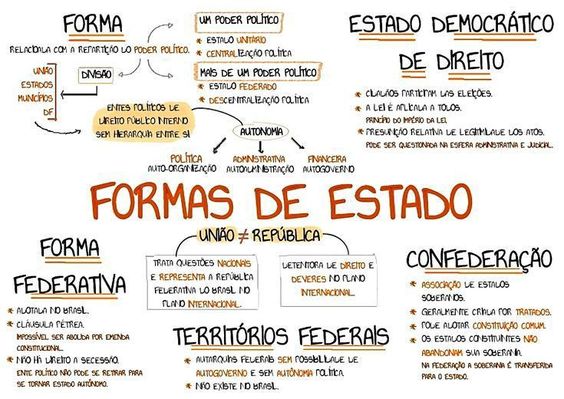 FORMA
RELACIOADA COM A REPARTIÇÃO DO PODER POLÍTICO.
UNIÃO
ESTADOS
MUNICÍPIOS
DF
DIVISÃO
UM PODER POLÍTICO
* ESTADO UNITÁRIO
* CENTRALIZAÇÃO POLÍTICA
MAIS DE UM PODER POLÍTICO
* ESTADO FEDERADO
* DESCENTRALIZAÇÃO POLÍTICA
ENTES POLÍTICOS DE
DIREITO PÚBLICO INTERNO
SEM HIERARQUIA ENTRE SI
AUTONOMIA
POLÍTICA
AUTO-ORGANIZAÇÃO
ADMINISTRATIVA
AUTOADMINISTRAÇÃO
FINANCEIRA
AUTOGOVERNO
ESTADO DEMOCRÁTICO
DE DIREITO
* CIDADÃOS PARTICIPAM DAS ELEIÇÕES.
* A LEI É APLICADA A TODOS.
PRINCÍPIO DO IMPÉRIO DA LEI
* PRESUNÇÃO RELATIVA DE LEGITIMIDADE DOS ATOS.
PODE SER QUESTIONADA NA ESFERA ADMINISTRATIVA E JUDICIAL.
FORMAS DE ESTADO
UNIÃO ≠ REPÚBLICA
TRATA QUESTÕES NACIONAIS
E REPRESENTA A REPÚBLICA
FEDERATIVA DO BRASIL NO
PLANO INTERNACIONAL.
DETENTORA DE DIREITO E
DEVERES NO PLANO
INTERNACIONAL.
FORMA
FEDERATIVA
* ADOTADA NO BRASIL.
* CLÁUSULA PÉTREA.
IMPOSSÍVEL SER ABOLIDA POR EMENDA
CONSTITUCIONAL.
* NÃO HÁ DIREITO A SECESSÃO.
ENTE POLÍTICO NÃO PODE SE RETIRAR PARA
SE TORNAR ESTADO AUTÔNOMO.
TERRITÓRIOS FEDERAIS
* AUTARQUIAS FEDERAIS SEM POSSIBILIDADE DE
AUTOGOVERNO E SEM AUTONOMIA POLÍTICA.
* NÃO EXISTE NO BRASIL.
CONFEDERAÇÃO
* ASSOCIAÇÃO DE ESTADOS
SOBERANOS.
* GERALMENTE CRIADA POR TRATADOS.
* PODE ADOTAR CONSTITUIÇÃO COMUM.
* OS ESTADOS CONSTITUINTES NÃO
ABANDONAM SUA SOBERANIA.
NA FEDERAÇÃO A SOBERANIA É TRANSFERIDA
PARA O ESTADO.